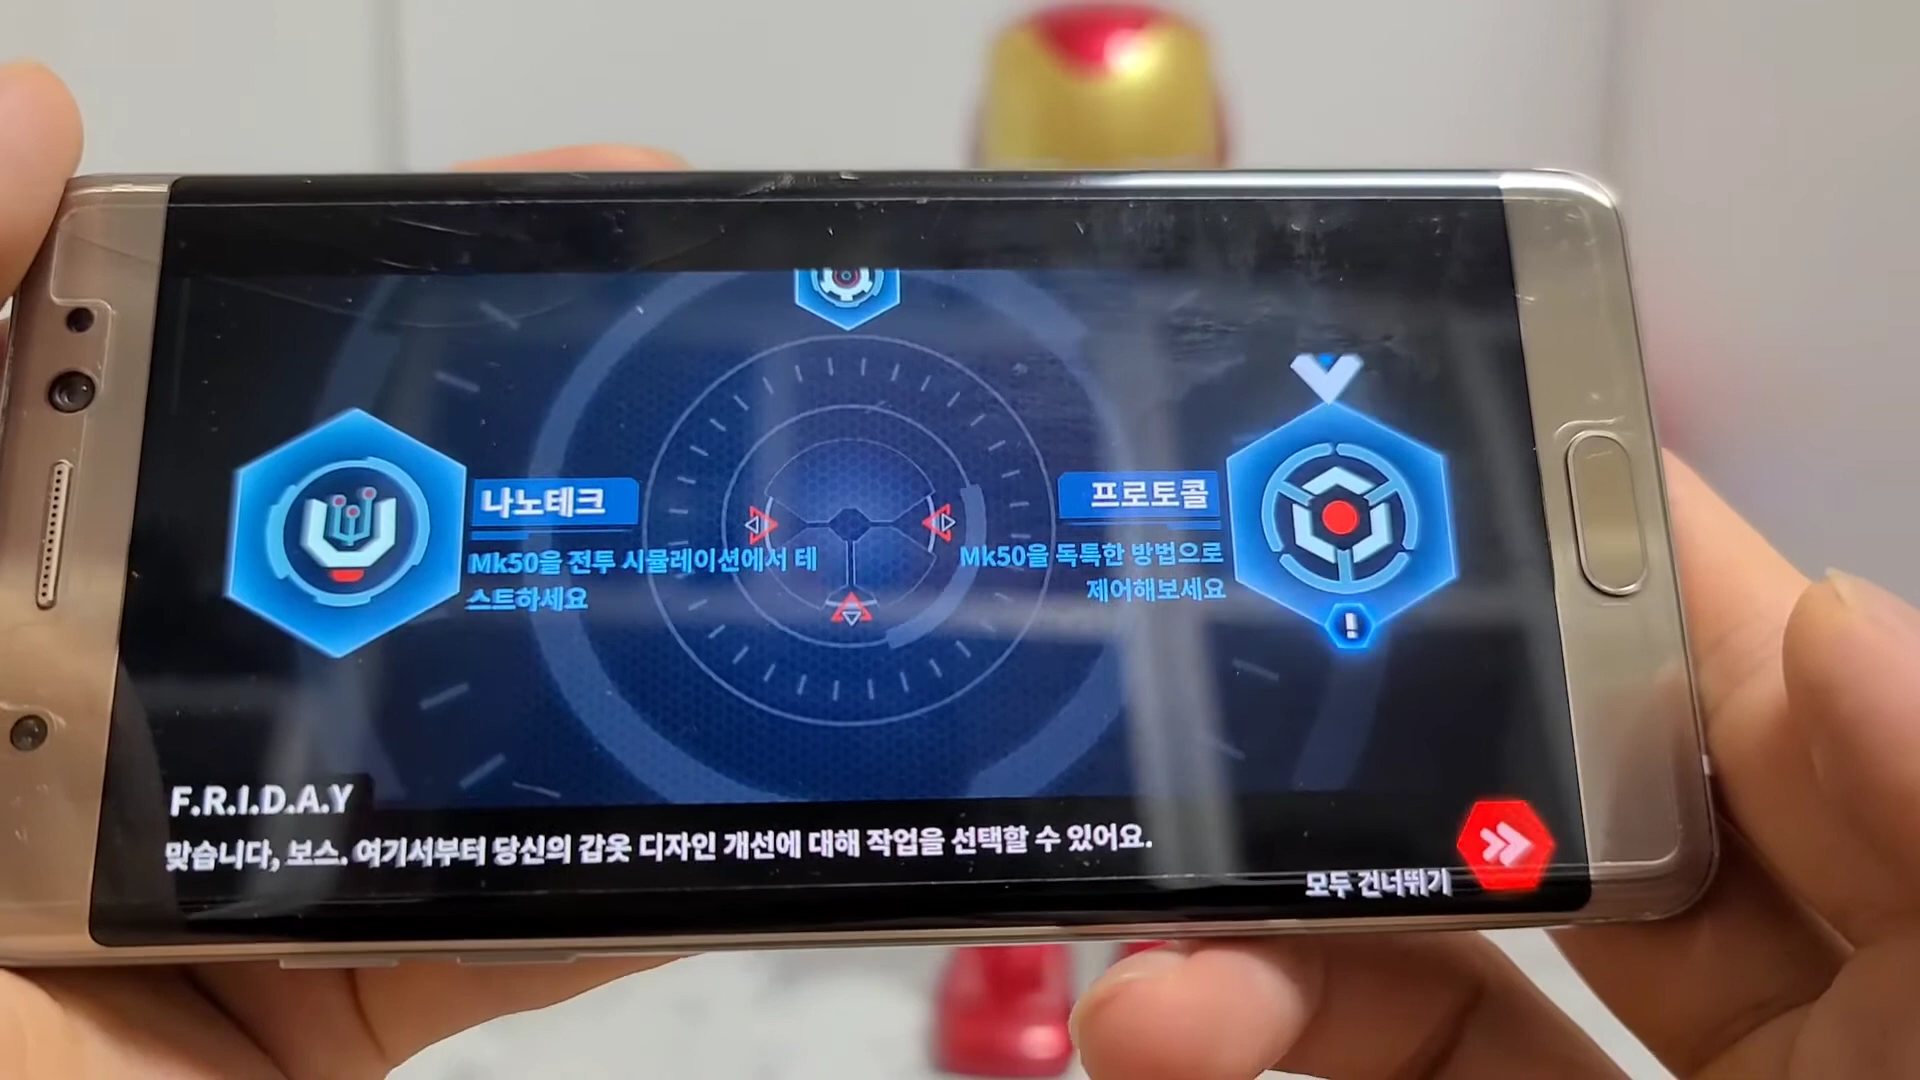 나노테크
Mk50을 전투 시뮬레이션에서 테
스트하세요
프로토콜
Mk50을 독특한 방법으로
제어해보세요
!
F.R.I.D.A.Y
맞습니다, 보스. 여기서부터 당신의 갑옷 디자인 개선에 대해 작업을 선택할 수 있어요.
모두 건너뛰기